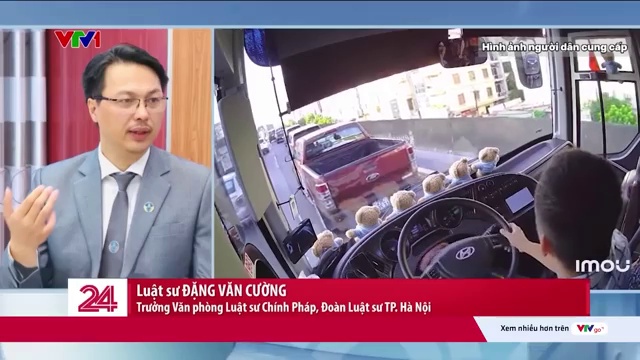 VTV1
Hình ảnh người dân cung cấp
imou
24
Luật sư ĐẶNG VĂN CƯỜNG
Trưởng Văn phòng Luật sư Chính Pháp, Đoàn Luật sư TP. Hà Nội
Xem nhiều hơn trên
VTVgo